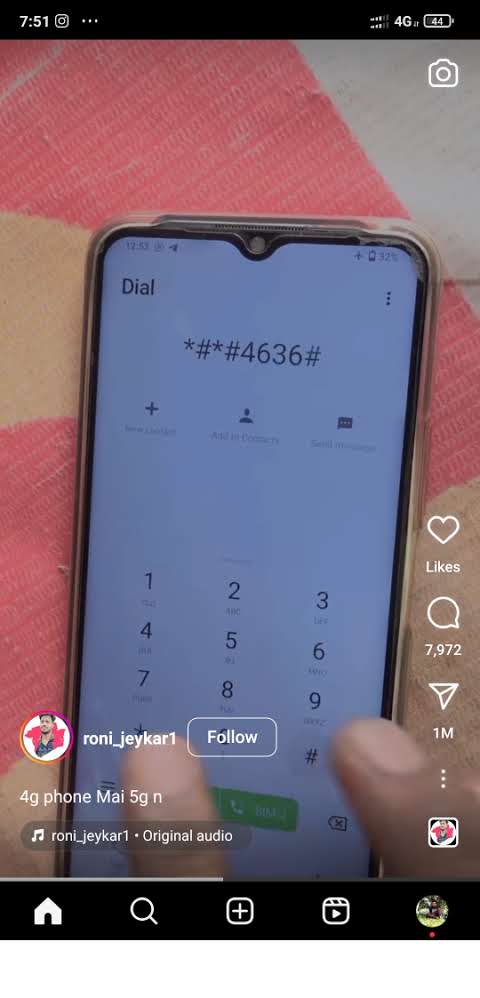 7:51
4G
44
12:53
32%
Dial
*#*#4636#
New contact
Add to Contacts
Send message
1
2
ABC
3
DEF
4
GHI
5
JKL
6
MNO
7
PQRS
8
TUV
9
WXYZ
#
SIM
Likes
7,972
1M
roni_jeykar1
Follow
4g phone Mai 5g n
roni_jeykar1 • Original audio